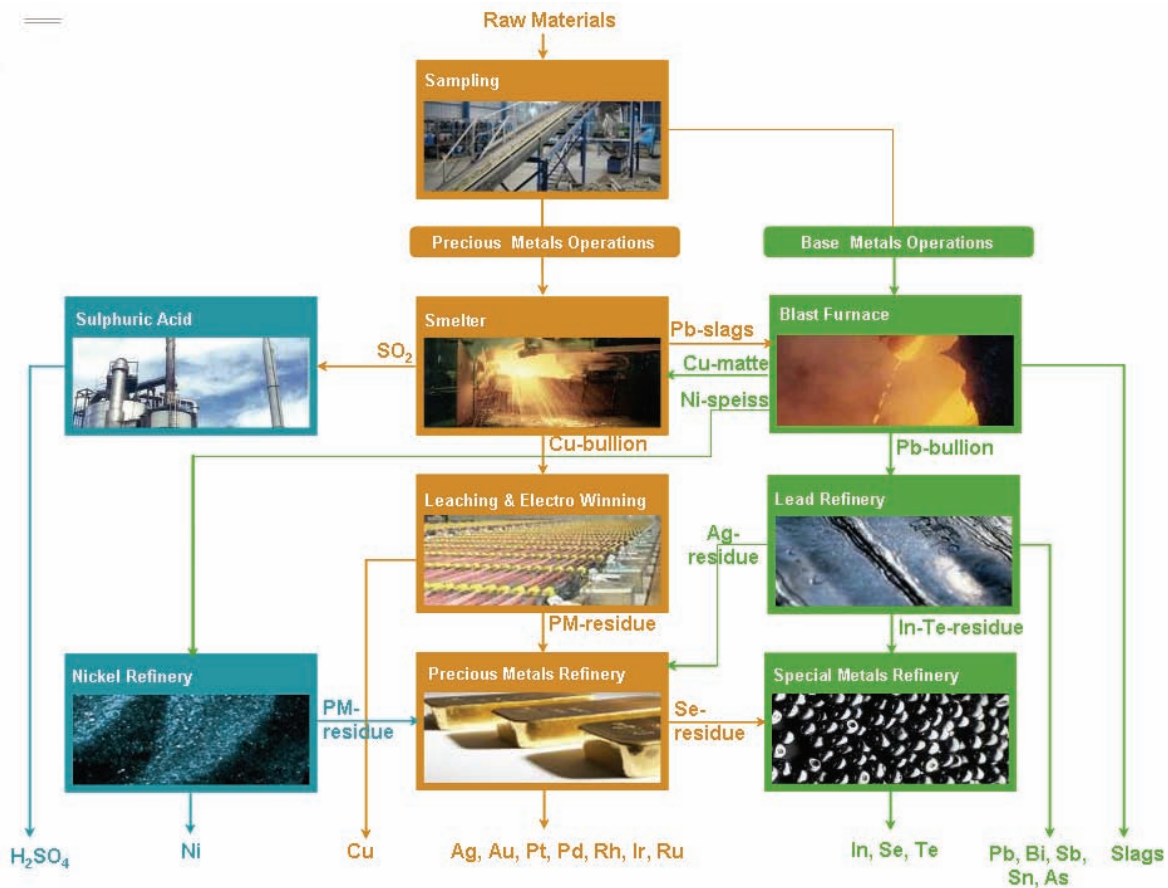 Raw Materials
Sampling
Precious Metals Operations
Base Metals Operations
Sulphuric Acid
Smelter
Blast Furnace
SO₂
Pb-slags
Cu-matte
Ni-speiss
Cu-bullion
Pb-bullion
Leaching & Electro Winning
Lead Refinery
Ag-
residue
PM-residue
In-Te-residue
Nickel Refinery
Precious Metals Refinery
Special Metals Refinery
PM-
residue
Se-
residue
H₂SO₄
Ni
Cu
Ag, Au, Pt, Pd, Rh, Ir, Ru
In, Se, Te
Pb, Bi, Sb,
Sn, As
Slags